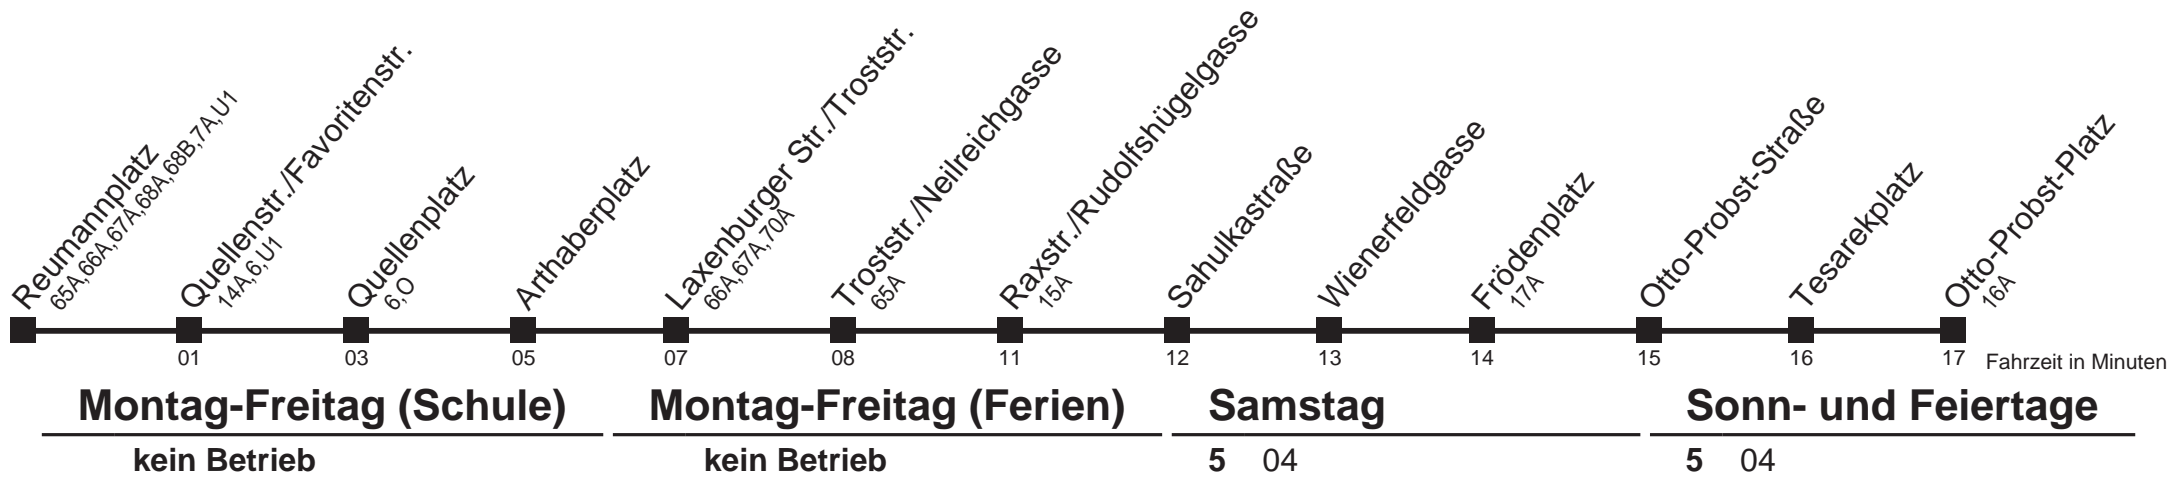 Reumannplatz
65A,66A,67A,68A,68B,7A,U1
Quellenstr./Favoritenstr.
14A,6,U1
Quellenplatz
6,O
Arthaberplatz
Laxenburger Str./Troststr.
66A,67A,70A
Troststr./Neilreichgasse
65A
Raxstr./Rudolfshügelgasse
15A
Sahulkastraße
Wienerfeldgasse
Frödenplatz
17A
Otto-Probst-Straße
Tesarekplatz
Otto-Probst-Platz
16A
01 03 05 07 08 11 12 13 14 15 16 17 Fahrzeit in Minuten
Montag-Freitag (Schule) Montag-Freitag (Ferien) Samstag Sonn- und Feiertage
kein Betrieb kein Betrieb 5 04 5 04